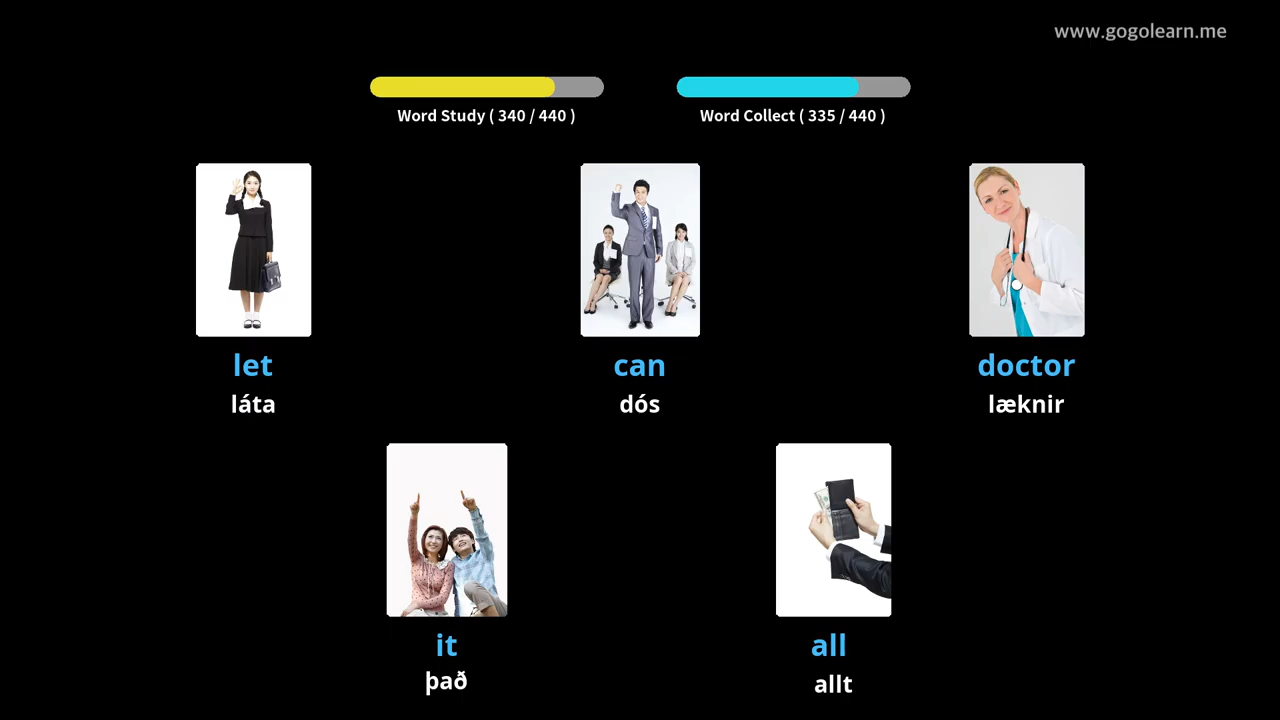 www.gogolearn.me
Word Study ( 340 / 440 )
Word Collect ( 335 / 440 )
let
láta
can
dós
doctor
læknir
it
það
all
allt